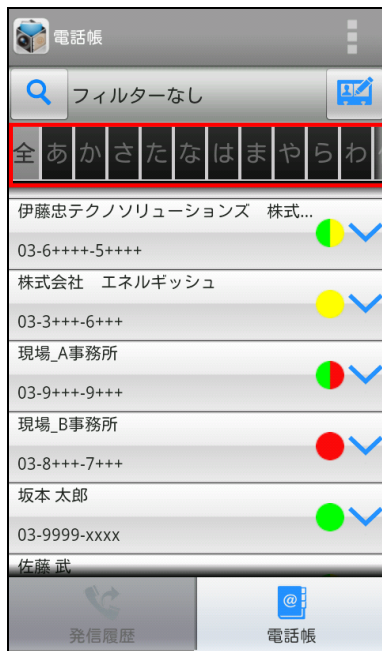 電話帳
フィルターなし
全 あ か さ た な は ま や ら わ
伊藤忠テクノソリューションズ　株式...
03-6++++-5++++
株式会社　エネルギッシュ
03-3+++-6+++
現場_A事務所
03-9+++-9+++
現場_B事務所
03-8+++-7+++
坂本 太郎
03-9999-xxxx
佐藤 武
発信履歴
電話帳